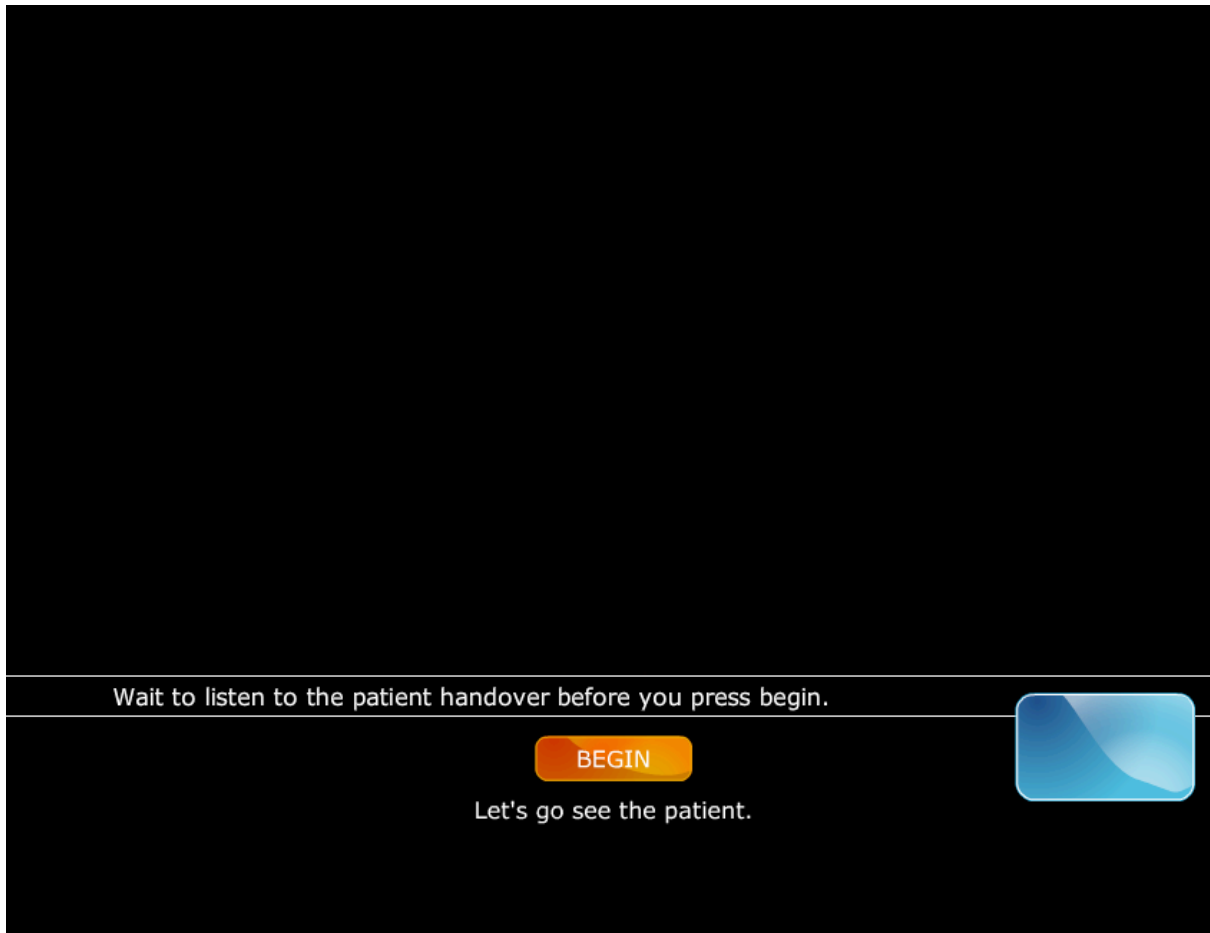 Wait to listen to the patient handover before you press begin.
BEGIN
Let's go see the patient.